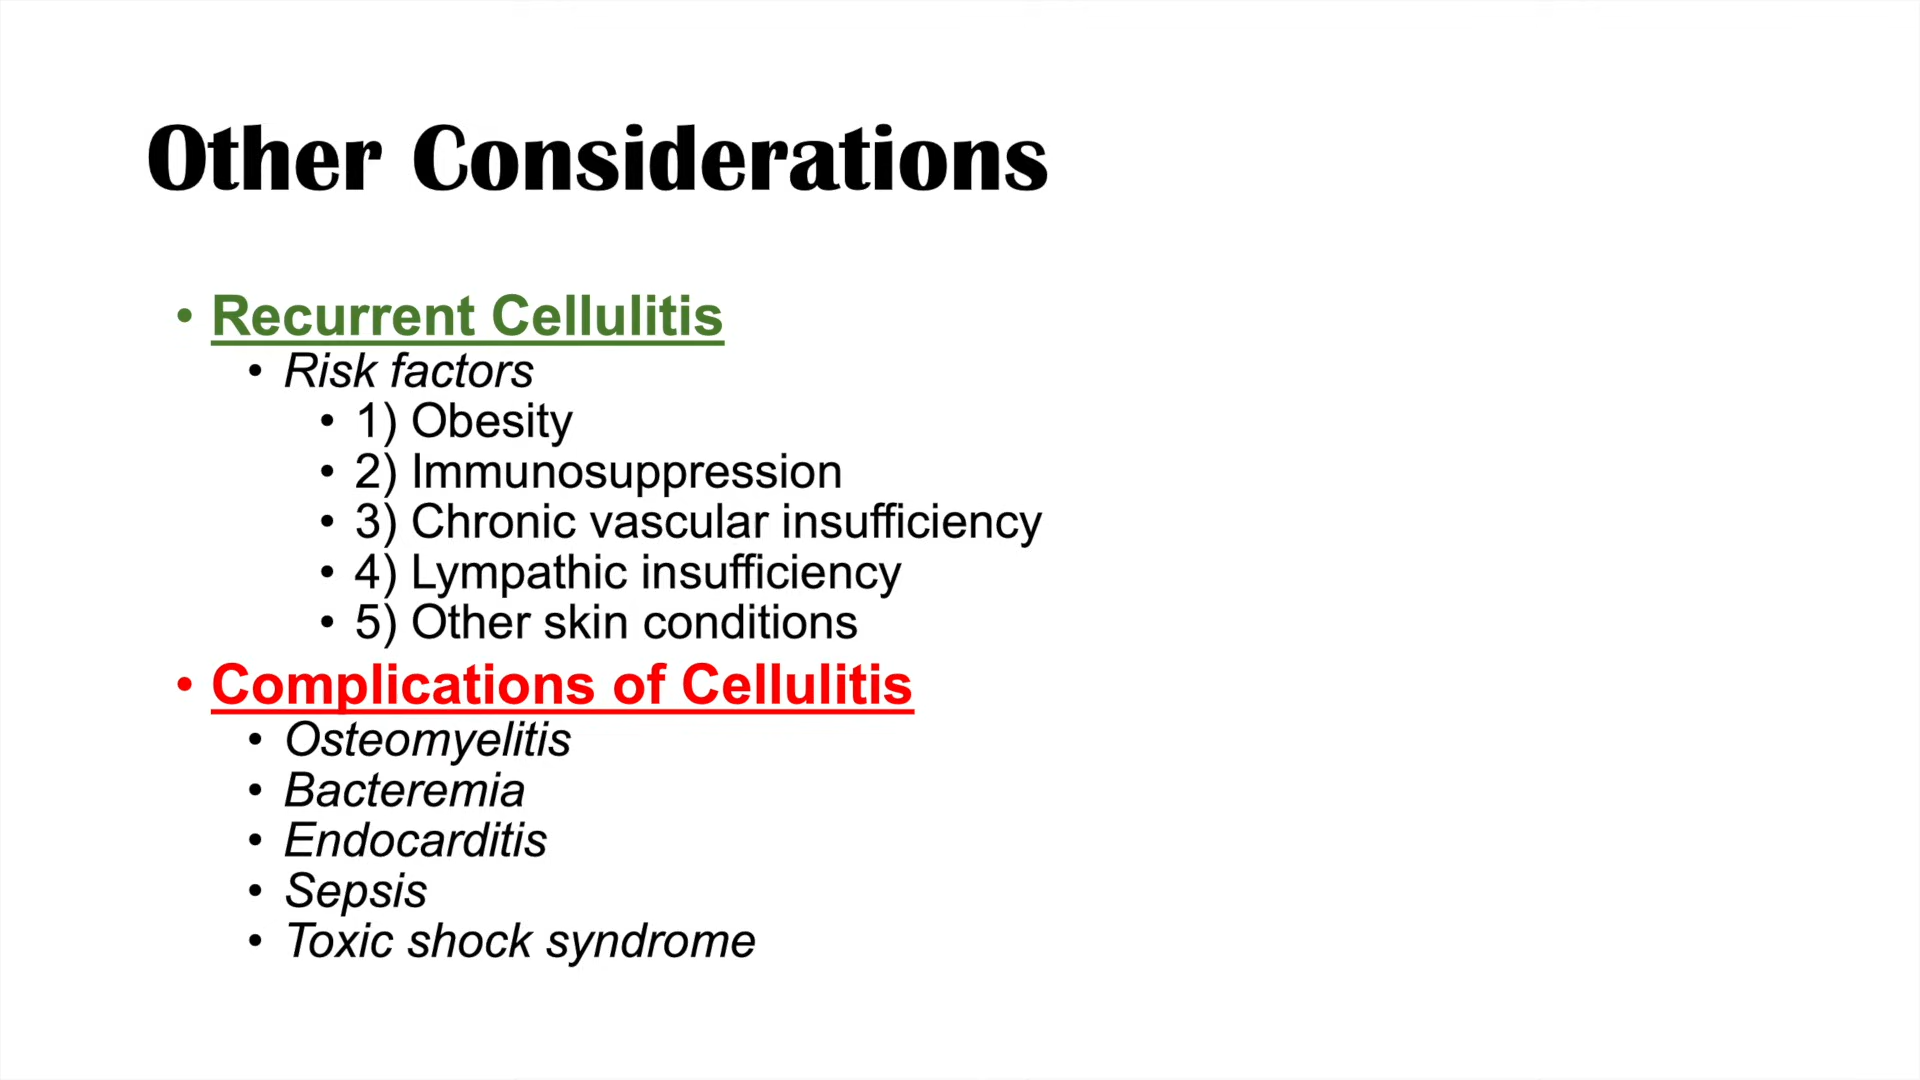 Other Considerations
• Recurrent Cellulitis
• Risk factors
• 1) Obesity
• 2) Immunosuppression
• 3) Chronic vascular insufficiency
• 4) Lympathic insufficiency
• 5) Other skin conditions
• Complications of Cellulitis
• Osteomyelitis
• Bacteremia
• Endocarditis
• Sepsis
• Toxic shock syndrome